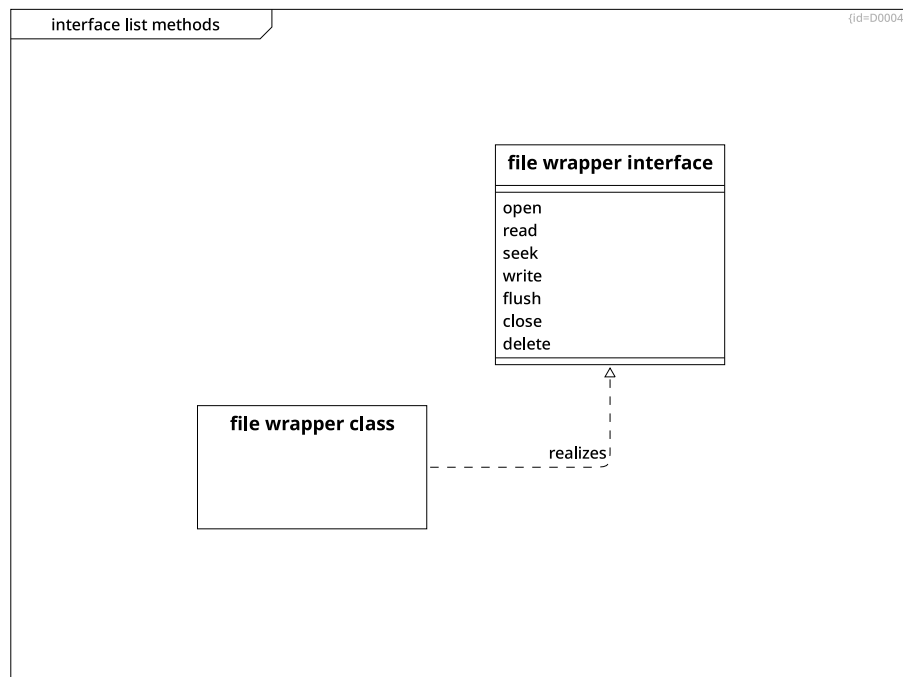 interface list methods
{id=D0004
file wrapper interface
open
read
seek
write
flush
close
delete
file wrapper class
realizes